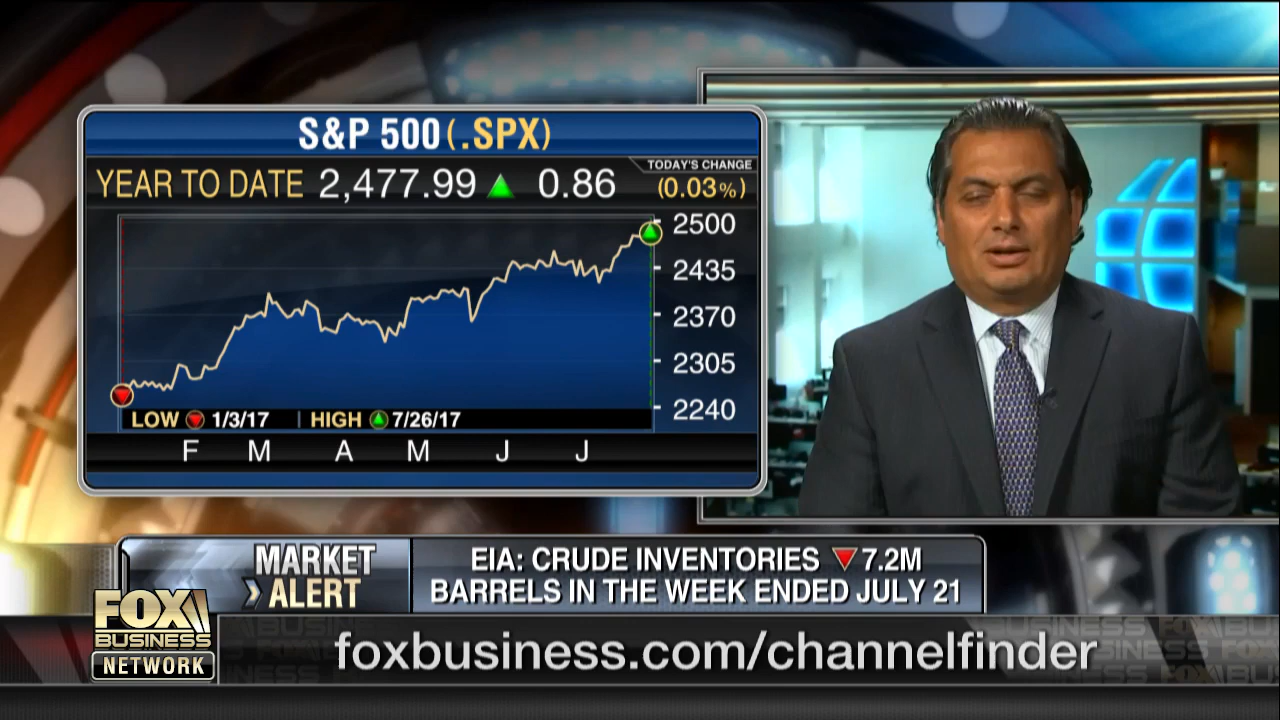 S&P 500 (.SPX)
TODAY'S CHANGE
YEAR TO DATE 2,477.99 ▲ 0.86 (0.03%)
2500
2435
2370
2305
2240
LOW ▼ 1/3/17 | HIGH ▲ 7/26/17
F M A M J J
MARKET
ALERT
EIA: CRUDE INVENTORIES ▼7.2M
BARRELS IN THE WEEK ENDED JULY 21
FOX
BUSINESS
NETWORK
foxbusiness.com/channelfinder